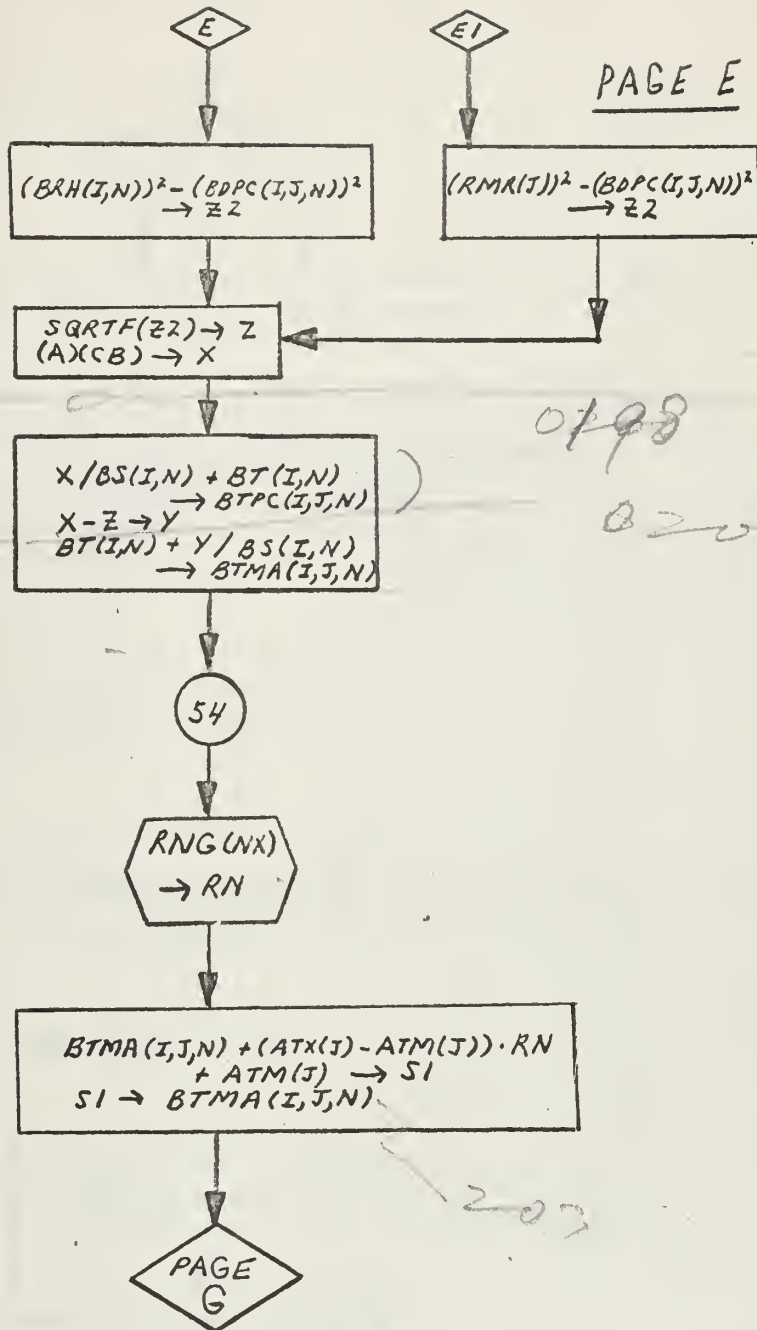 E
E1
PAGE E
(BRH(I,N))² - (BDPC(I,J,N))²
→ Z2
(RMR(J))² - (BDPC(I,J,N))²
→ Z2
SQRTF(Z2) → Z
(A)(CB) → X
X/BS(I,N) + BT(I,N)
→ BTPC(I,J,N)
X-Z → Y
BT(I,N) + Y/BS(I,N)
→ BTMA(I,J,N)
54
RNG(NX)
→ RN
BTMA(I,J,N) + (ATX(J) - ATM(J)) · RN
+ ATM(J) → S1
S1 → BTMA(I,J,N)
203
PAGE
G